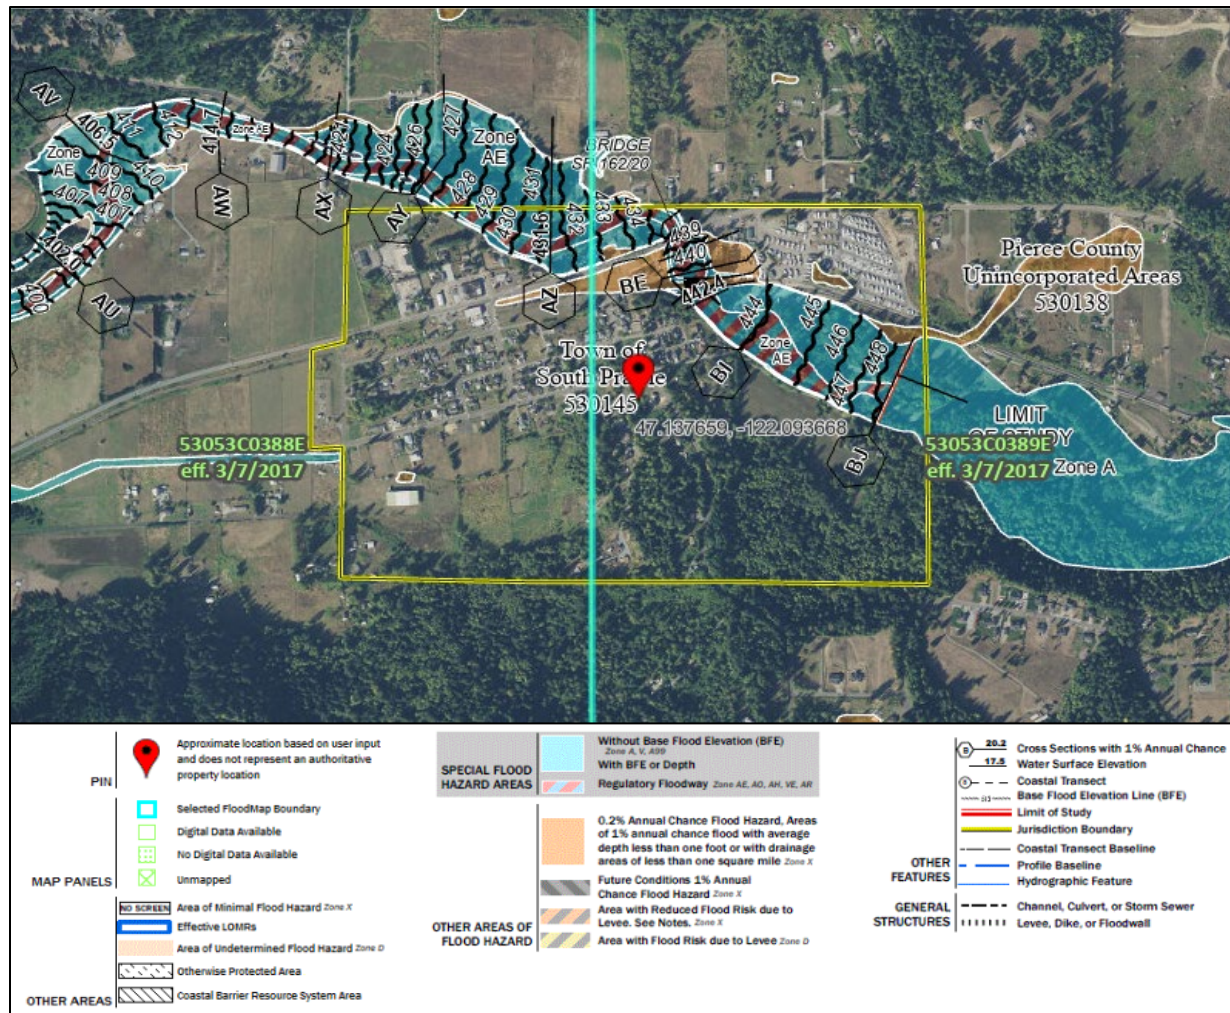 AV
406.5
411
412
414.7
Zone AE
Zone
AE
410
409
408
407
401
402.0
400
AU
AW
AX
AY
421
424
426
427
Zone
AE
428
429
430
431
431.6
432
433
434
BRIDGE
SR 162/20
439
440
442.4
AZ
BE
444
445
446
447
448
Zone
AE
BI
BJ
Pierce County
Unincorporated Areas
530138
Town of
South Prairie
530145
47.137659, -122.093668
LIMIT
OF STUDY
Zone A
53053C0388E
eff. 3/7/2017
53053C0389E
eff. 3/7/2017
PIN
Approximate location based on user input
and does not represent an authoritative
property location
Selected FloodMap Boundary
Digital Data Available
No Digital Data Available
Unmapped
MAP PANELS
NO SCREEN Area of Minimal Flood Hazard Zone X
Effective LOMRs
Area of Undetermined Flood Hazard Zone D
Otherwise Protected Area
OTHER AREAS
Coastal Barrier Resource System Area
SPECIAL FLOOD
HAZARD AREAS
Without Base Flood Elevation (BFE)
Zone A, V, A99
With BFE or Depth
Regulatory Floodway Zone AE, AO, AH, VE, AR
0.2% Annual Chance Flood Hazard, Areas
of 1% annual chance flood with average
depth less than one foot or with drainage
areas of less than one square mile Zone X
Future Conditions 1% Annual
Chance Flood Hazard Zone X
Area with Reduced Flood Risk due to
Levee. See Notes. Zone X
OTHER AREAS OF
FLOOD HAZARD
Area with Flood Risk due to Levee Zone D
B 20.2 Cross Sections with 1% Annual Chance
17.5 Water Surface Elevation
8 Coastal Transect
513 Base Flood Elevation Line (BFE)
Limit of Study
Jurisdiction Boundary
Coastal Transect Baseline
OTHER
FEATURES
Profile Baseline
Hydrographic Feature
GENERAL
STRUCTURES
Channel, Culvert, or Storm Sewer
Levee, Dike, or Floodwall